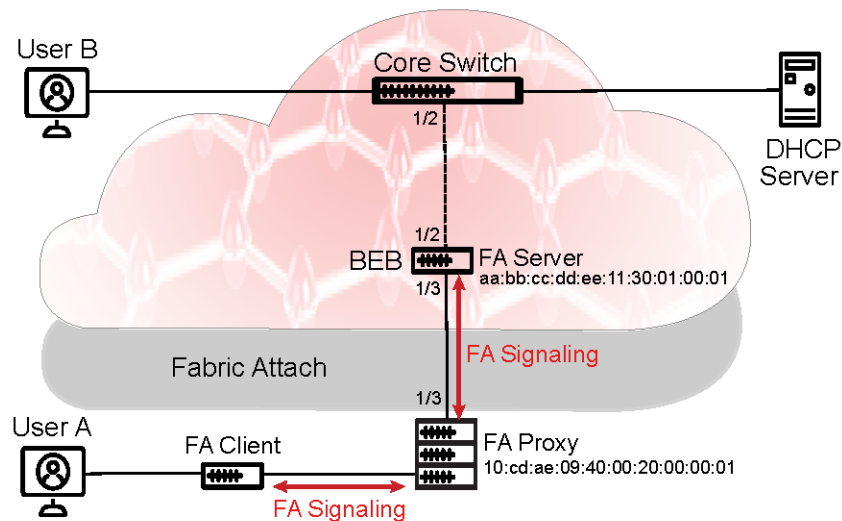 User B
Core Switch
1/2
DHCP
Server
1/2
BEB
FA Server
aa:bb:cc:dd:ee:11:30:01:00:01
1/3
FA Signaling
Fabric Attach
1/3
User A
FA Client
FA Proxy
10:cd:ae:09:40:00:20:00:00:01
FA Signaling